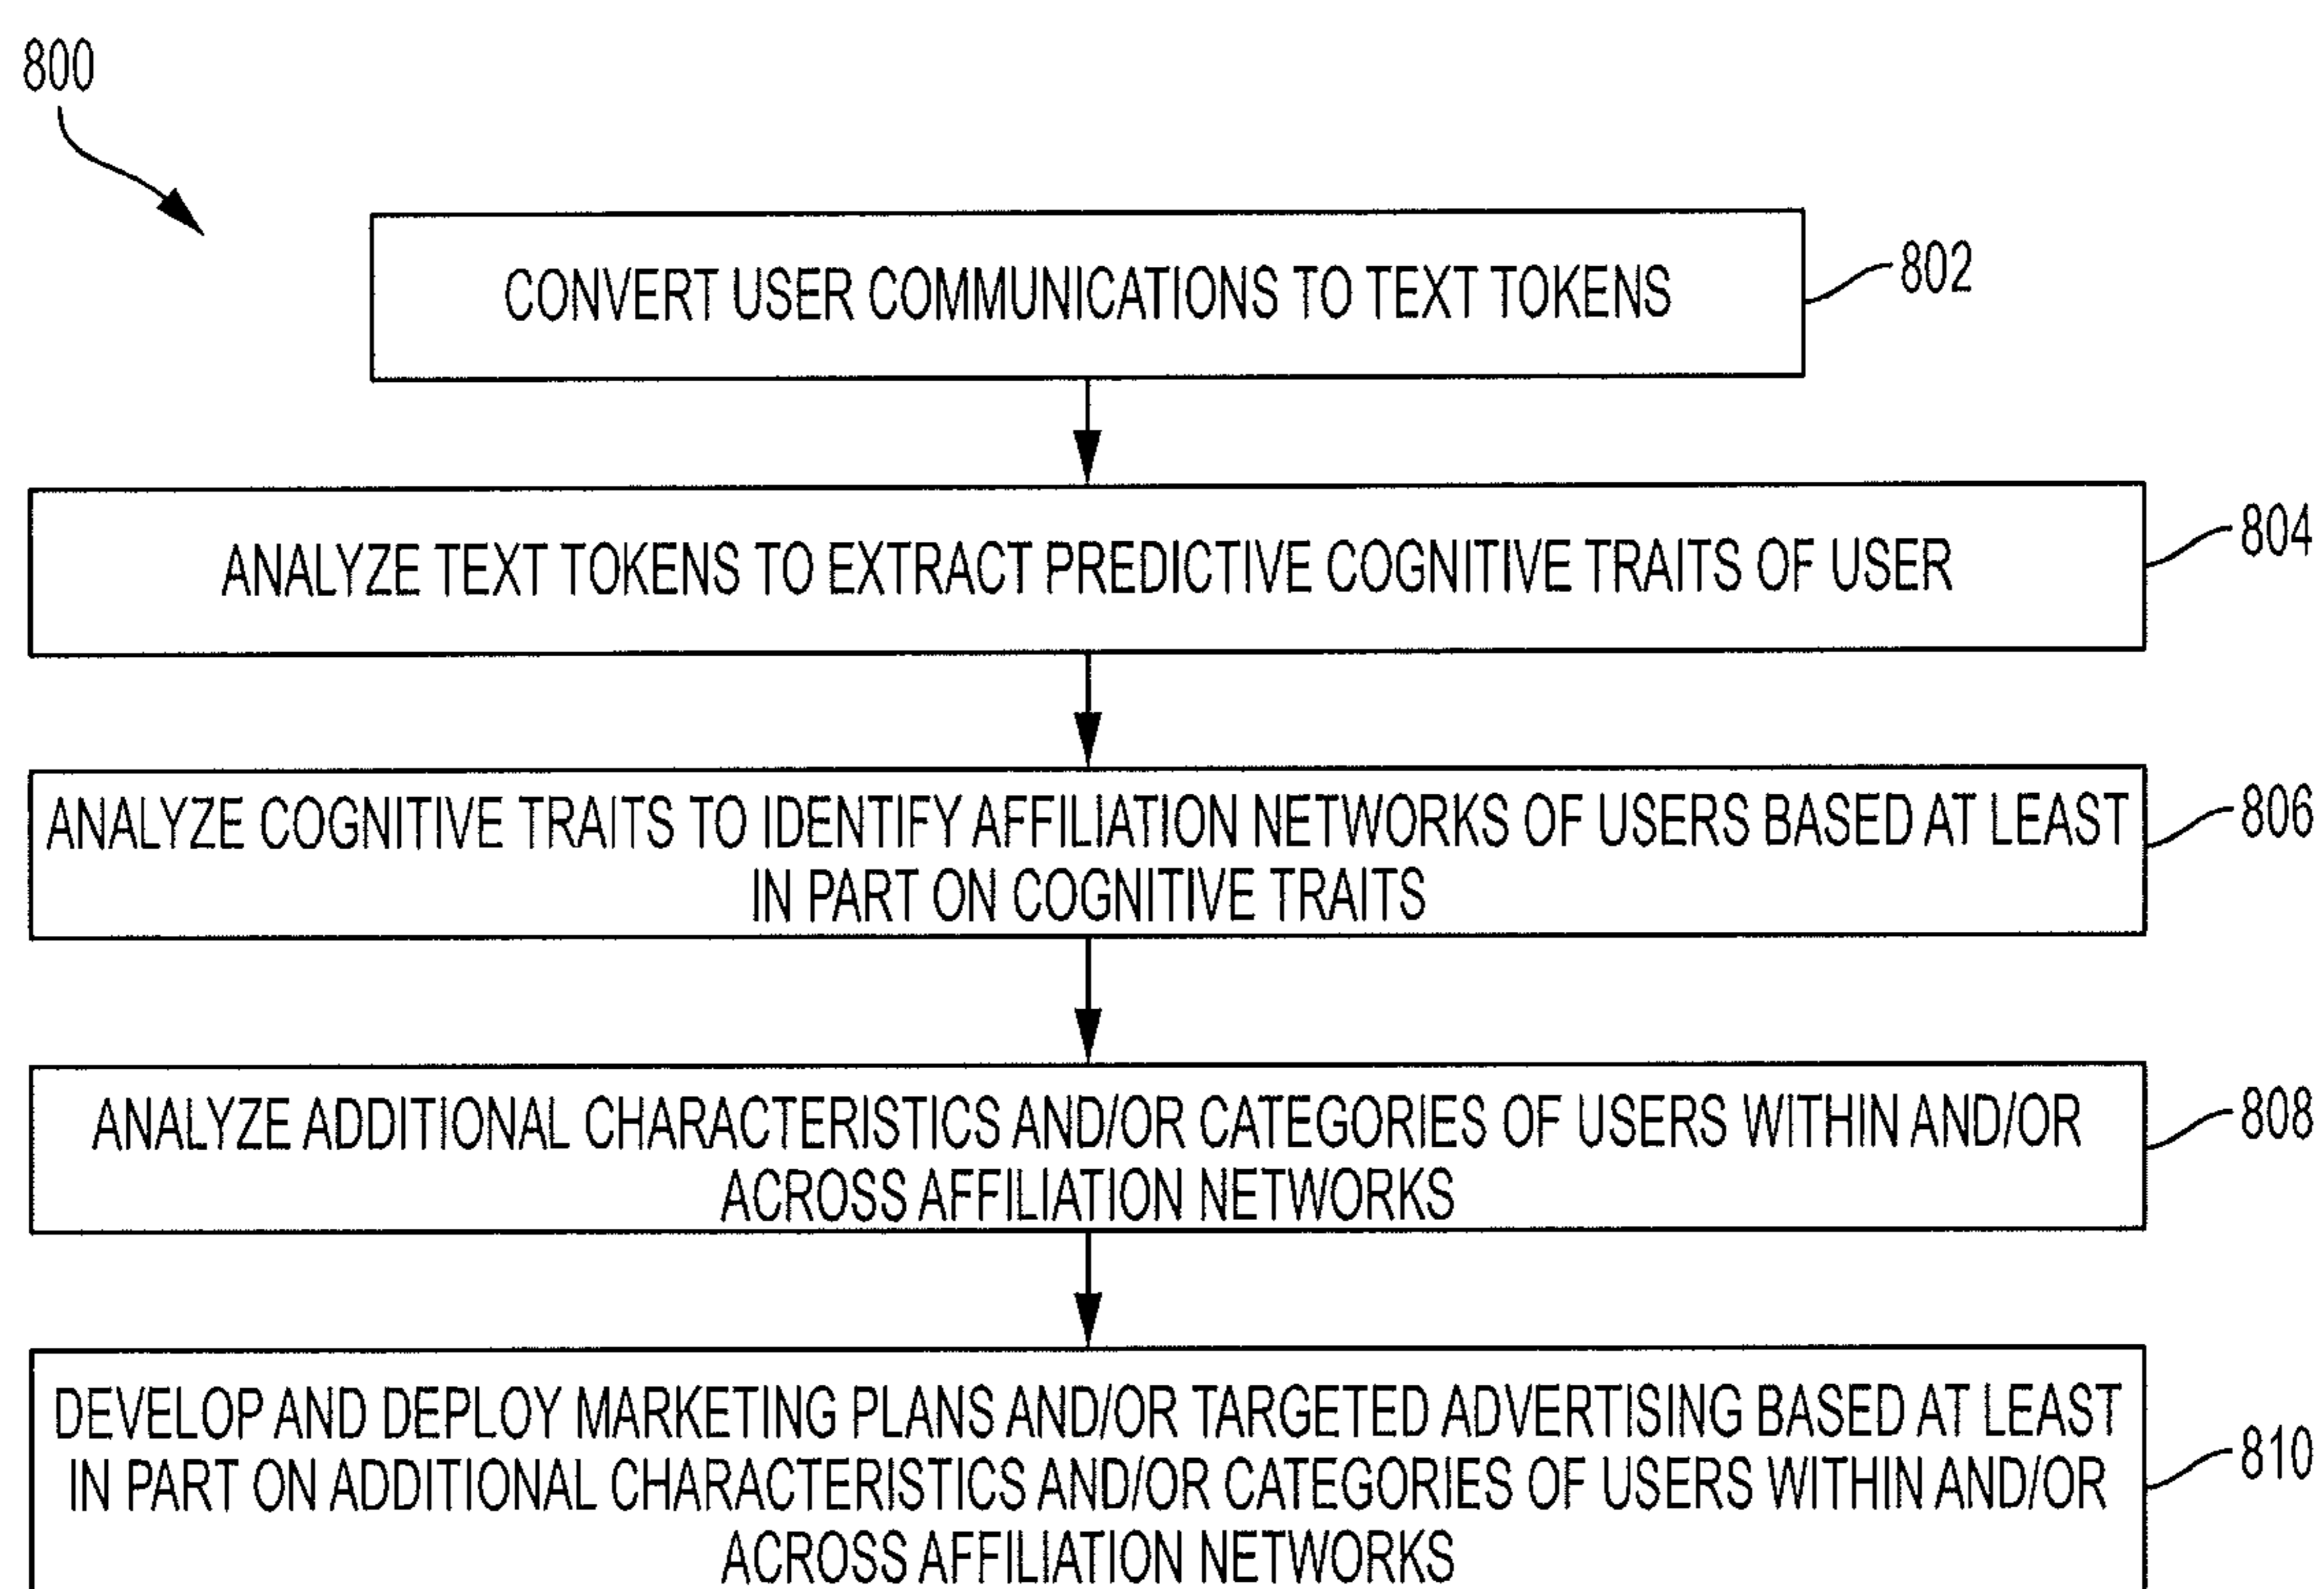 800
CONVERT USER COMMUNICATIONS TO TEXT TOKENS
802
ANALYZE TEXT TOKENS TO EXTRACT PREDICTIVE COGNITIVE TRAITS OF USER
804
ANALYZE COGNITIVE TRAITS TO IDENTIFY AFFILIATION NETWORKS OF USERS BASED AT LEAST
IN PART ON COGNITIVE TRAITS
806
ANALYZE ADDITIONAL CHARACTERISTICS AND/OR CATEGORIES OF USERS WITHIN AND/OR
ACROSS AFFILIATION NETWORKS
808
DEVELOP AND DEPLOY MARKETING PLANS AND/OR TARGETED ADVERTISING BASED AT LEAST
IN PART ON ADDITIONAL CHARACTERISTICS AND/OR CATEGORIES OF USERS WITHIN AND/OR
ACROSS AFFILIATION NETWORKS
810